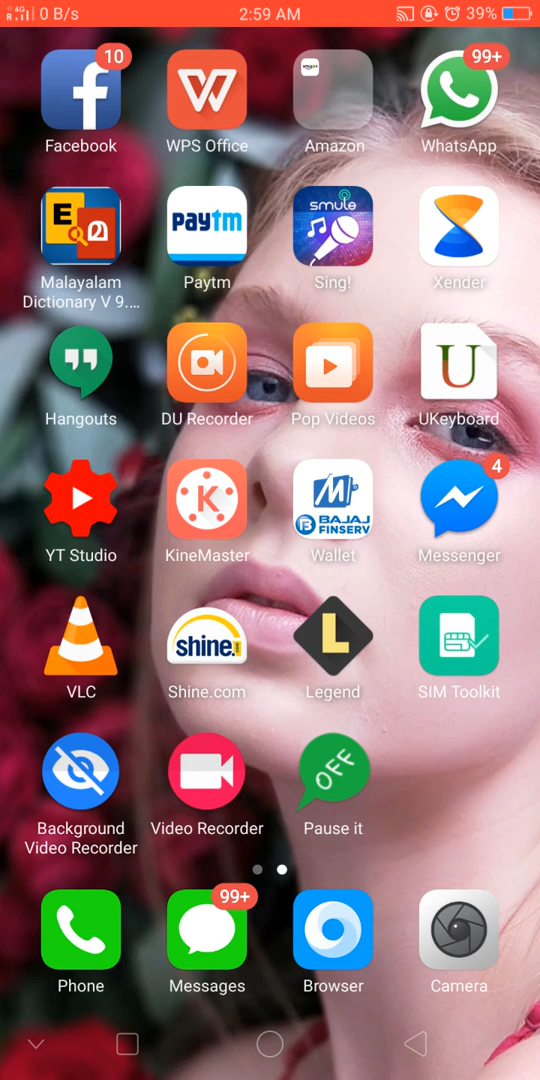 4G R 0 B/s 2:59 AM 39%
10 99+
Facebook WPS Office Amazon WhatsApp
E മ paytm smule
Malayalam Dictionary V 9.... Paytm Sing! Xender
U
Hangouts DU Recorder Pop Videos UKeyboard
K M BAJAJ FINSERV 4
YT Studio KineMaster Wallet Messenger
shine. L
VLC Shine.com Legend SIM Toolkit
OFF
Background Video Recorder Video Recorder Pause it
99+
Phone Messages Browser Camera